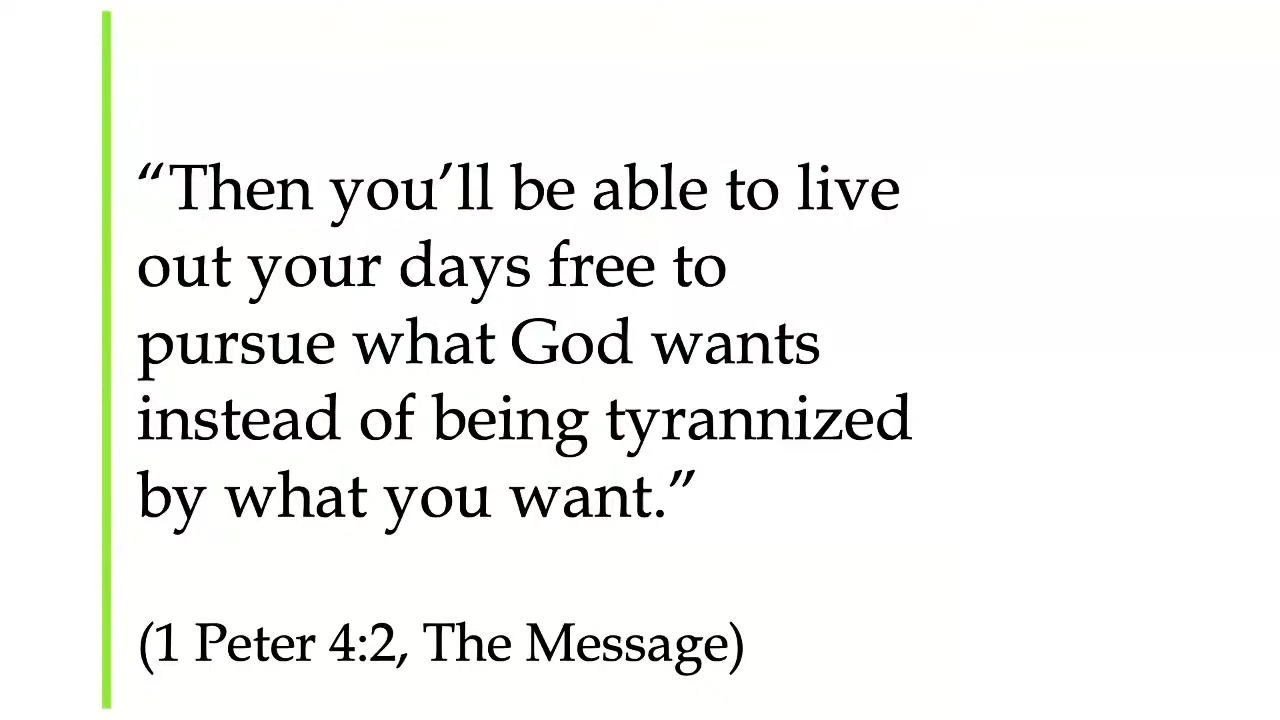 “Then you’ll be able to live
out your days free to
pursue what God wants
instead of being tyrannized
by what you want.”
(1 Peter 4:2, The Message)